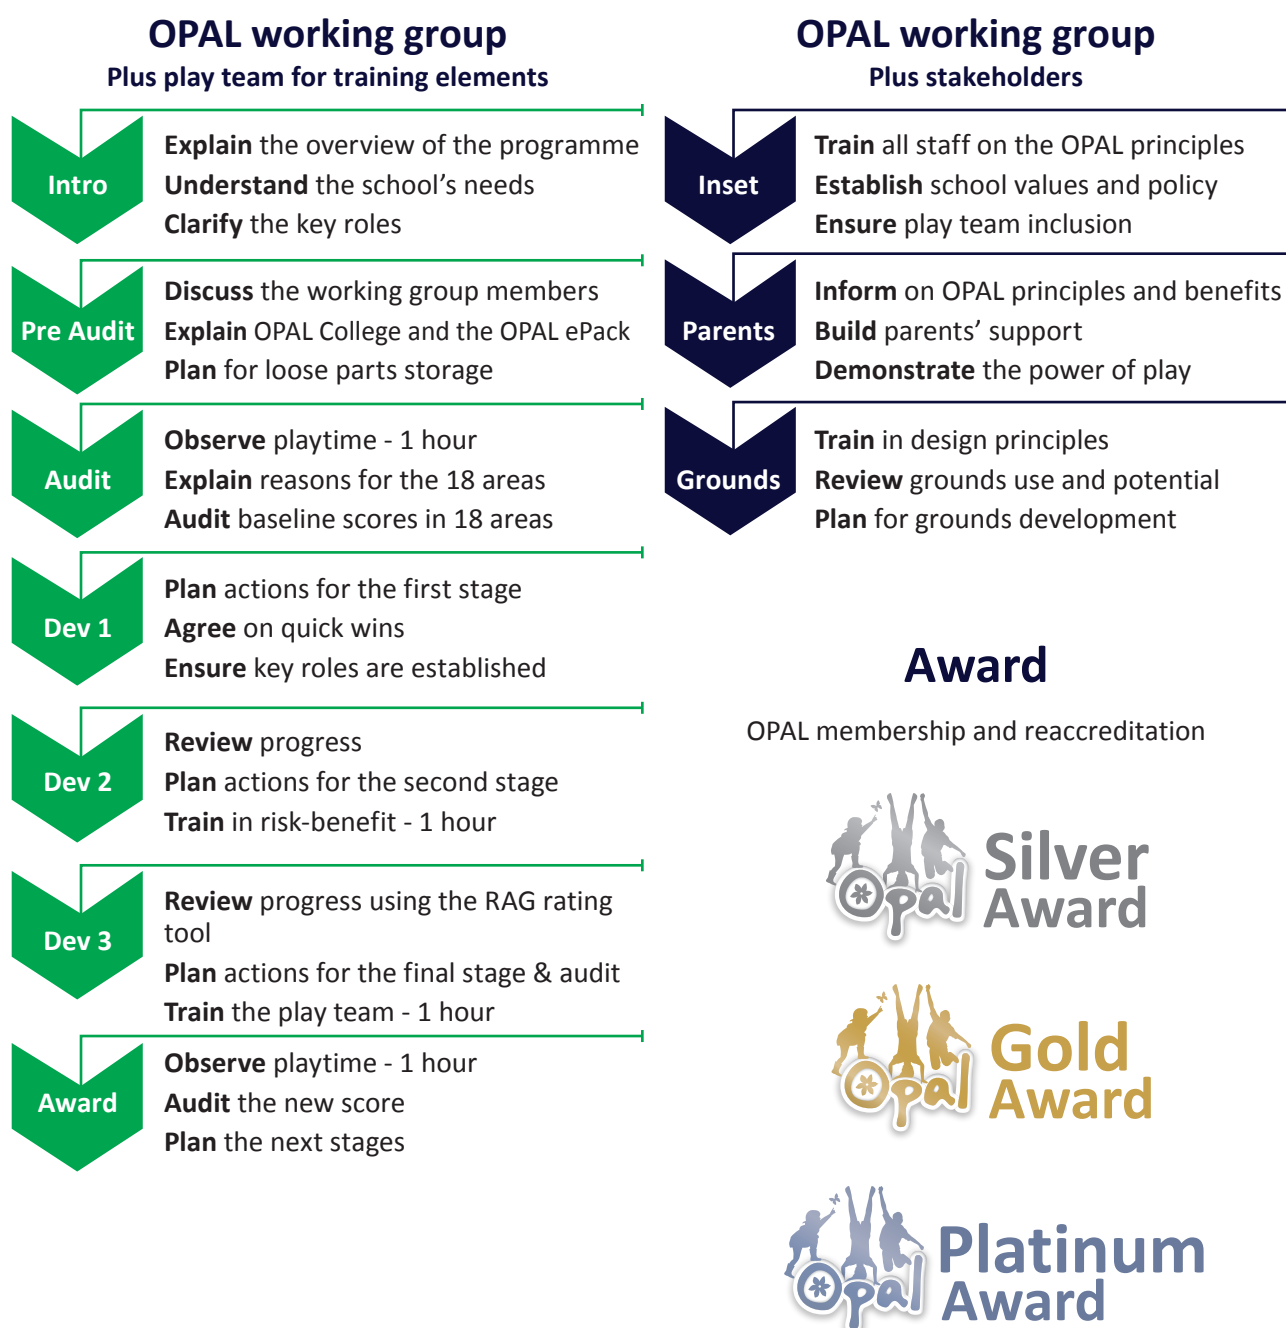 OPAL working group
Plus play team for training elements
Intro
Explain the overview of the programme
Understand the school's needs
Clarify the key roles
Pre Audit
Discuss the working group members
Explain OPAL College and the OPAL ePack
Plan for loose parts storage
Audit
Observe playtime - 1 hour
Explain reasons for the 18 areas
Audit baseline scores in 18 areas
Dev 1
Plan actions for the first stage
Agree on quick wins
Ensure key roles are established
Dev 2
Review progress
Plan actions for the second stage
Train in risk-benefit - 1 hour
Dev 3
Review progress using the RAG rating
tool
Plan actions for the final stage & audit
Train the play team - 1 hour
Award
Observe playtime - 1 hour
Audit the new score
Plan the next stages
OPAL working group
Plus stakeholders
Inset
Train all staff on the OPAL principles
Establish school values and policy
Ensure play team inclusion
Parents
Inform on OPAL principles and benefits
Build parents' support
Demonstrate the power of play
Grounds
Train in design principles
Review grounds use and potential
Plan for grounds development
Award
OPAL membership and reaccreditation
Opal
Silver
Award
Opal
Gold
Award
Opal
Platinum
Award